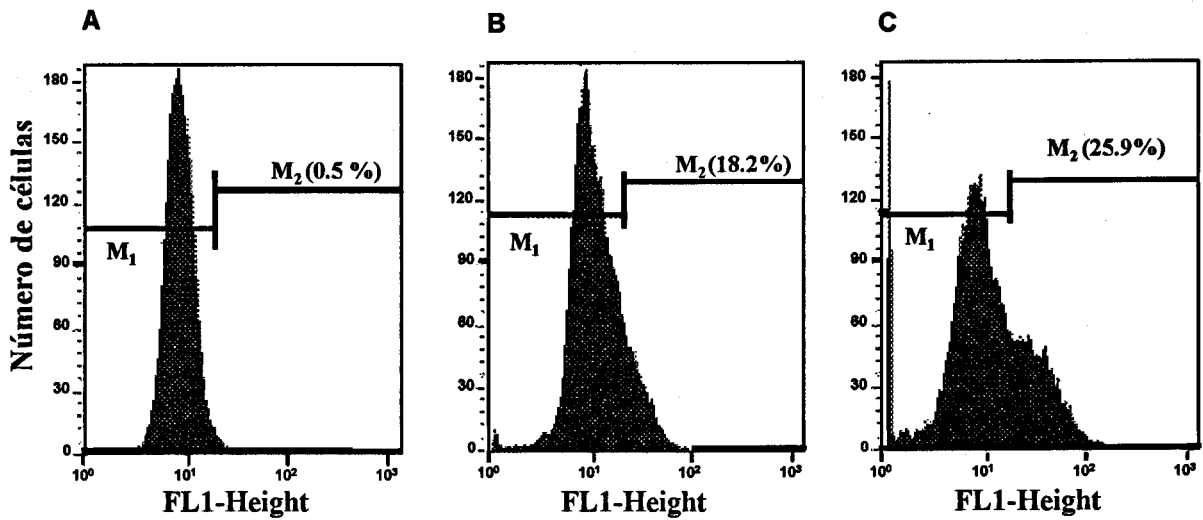 A
B
C
Número de células
180
150
120
90
60
30
0
M₂ (0.5 %)
M₁
10⁰ 10¹ 10² 10³
FL1-Height
180
150
120
90
60
30
0
M₂ (18.2%)
M₁
10⁰ 10¹ 10² 10³
FL1-Height
180
150
120
90
60
30
0
M₂ (25.9%)
M₁
10⁰ 10¹ 10² 10³
FL1-Height